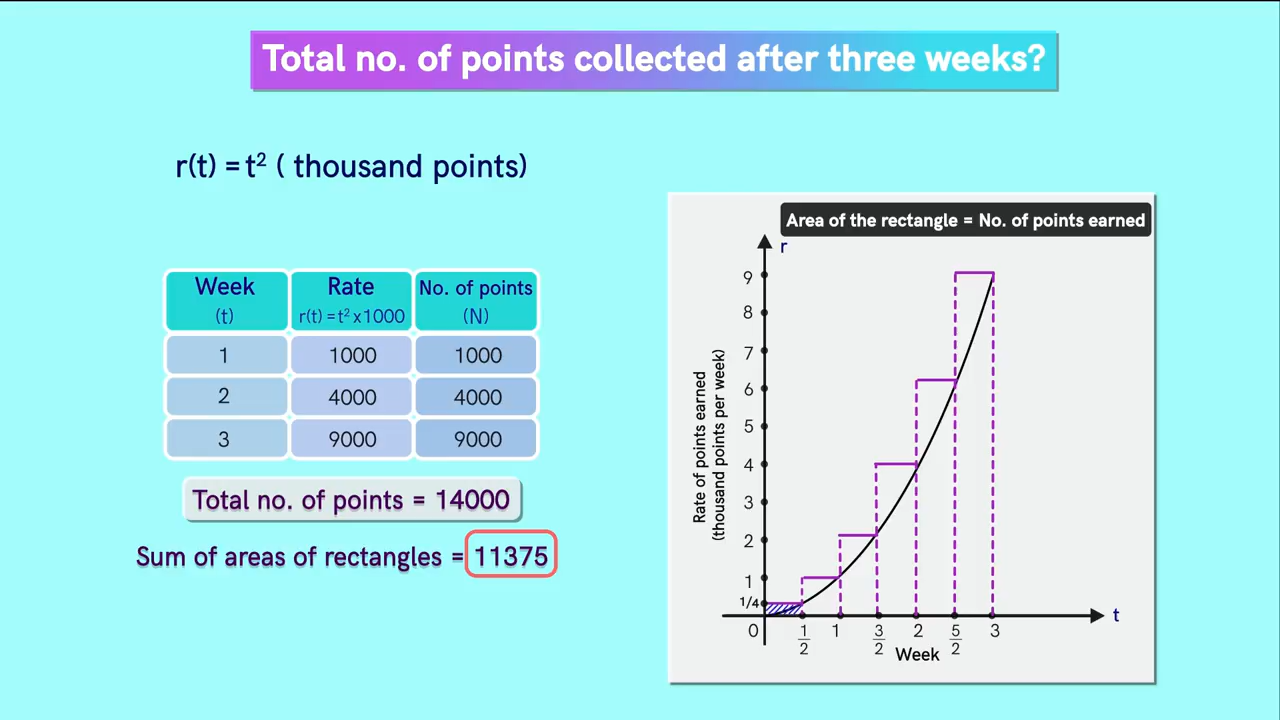 Total no. of points collected after three weeks?
r(t) = t² ( thousand points)
Week Rate No. of points
(t) r(t) = t² x 1000 (N)
1 1000 1000
2 4000 4000
3 9000 9000
Total no. of points = 14000
Sum of areas of rectangles = 11375
Area of the rectangle = No. of points earned
r
9
8
7
6
5
4
3
2
1
1/4
Rate of points earned
(thousand points per week)
0 1/2 1 3/2 2 5/2 3
t
Week